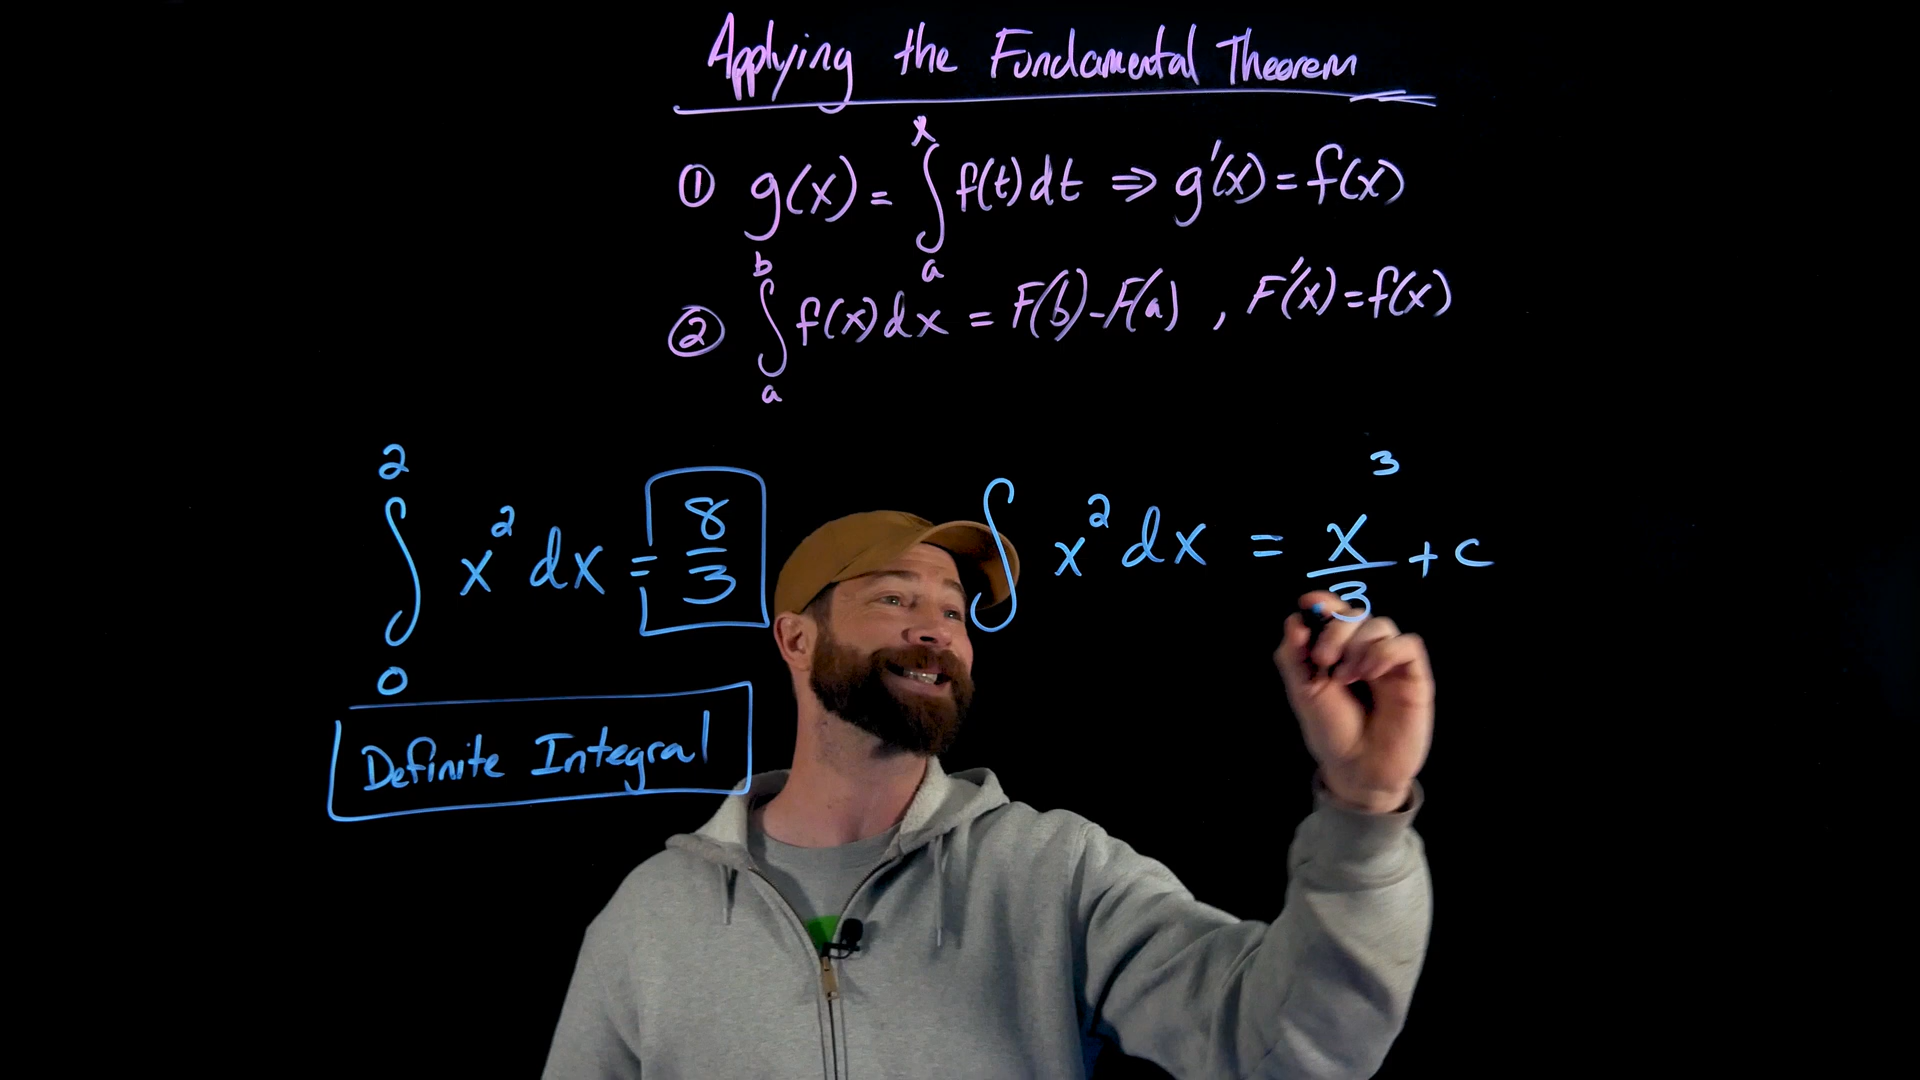 Applying the Fundamental Theorem
① g(x) = ∫ₐˣ f(t) dt ⇒ g'(x) = f(x)
② ∫ₐᵇ f(x) dx = F(b) - F(a) , F'(x) = f(x)
∫₀² x² dx = 8/3
∫ x² dx = x³/3 + c
Definite Integral